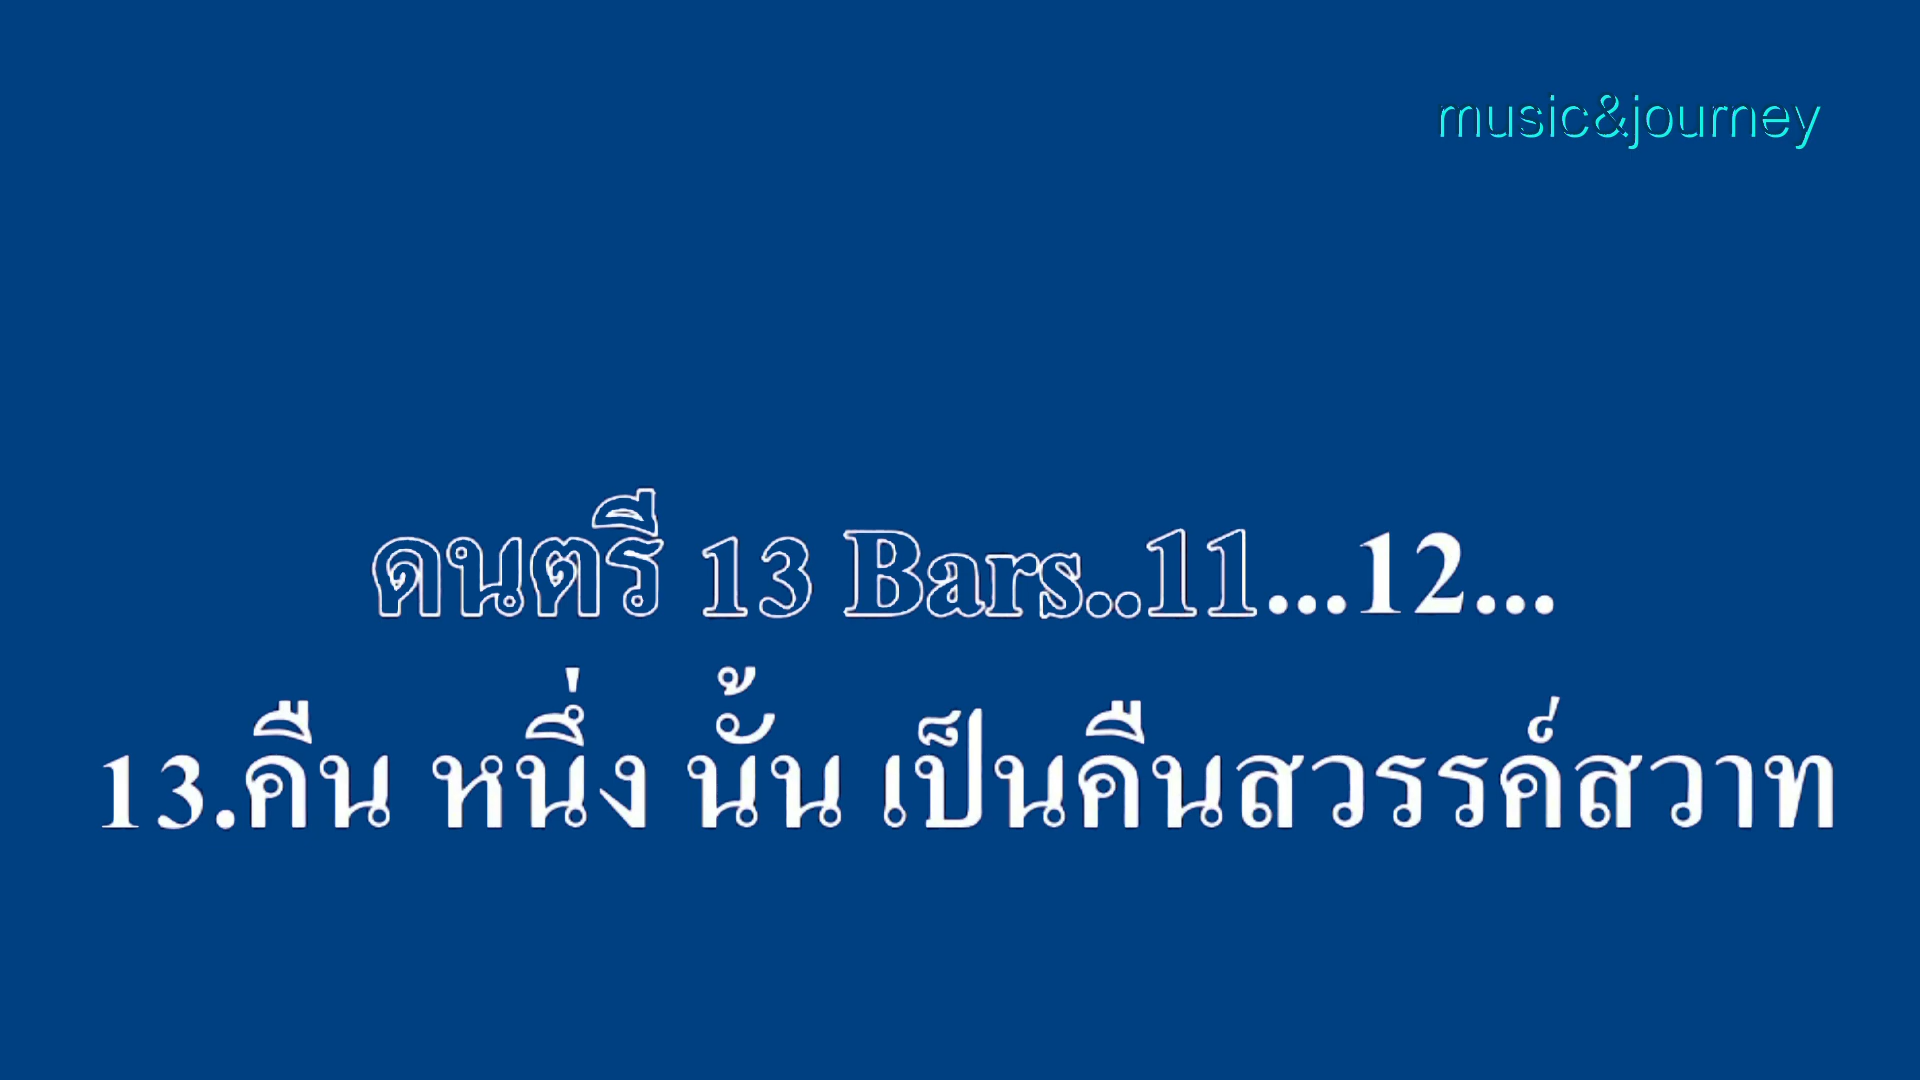 music&journey
ดนตรี 13 Bars..11...12...
13.คืน หนึ่ง นั้น เป็นคืนสวรรค์สวาท